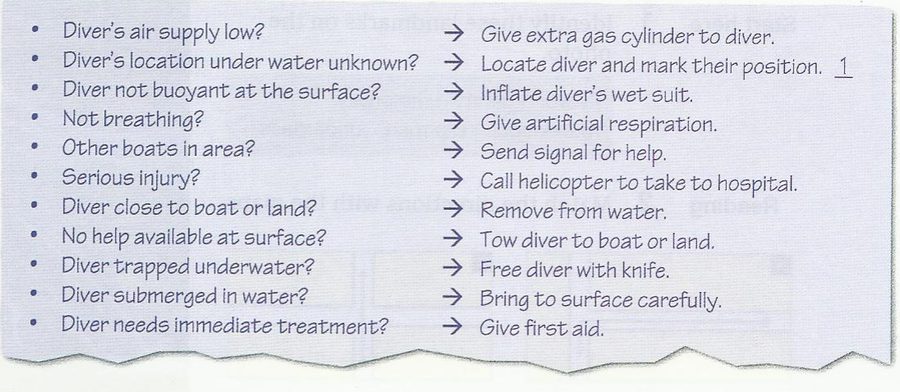 • Diver's air supply low? → Give extra gas cylinder to diver.
• Diver's location under water unknown? → Locate diver and mark their position. 1
• Diver not buoyant at the surface? → Inflate diver's wet suit.
• Not breathing? → Give artificial respiration.
• Other boats in area? → Send signal for help.
• Serious injury? → Call helicopter to take to hospital.
• Diver close to boat or land? → Remove from water.
• No help available at surface? → Tow diver to boat or land.
• Diver trapped underwater? → Free diver with knife.
• Diver submerged in water? → Bring to surface carefully.
• Diver needs immediate treatment? → Give first aid.